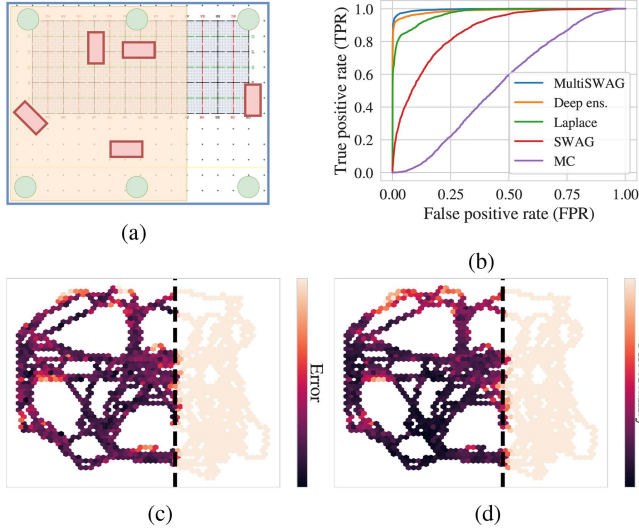 1.0
0.8
0.6
0.4
0.2
0.0
True positive rate (TPR)
MultiSWAG
Deep ens.
Laplace
SWAG
MC
0.00 0.25 0.50 0.75 1.00
False positive rate (FPR)
(a)
(b)
Error
(c)
(d)